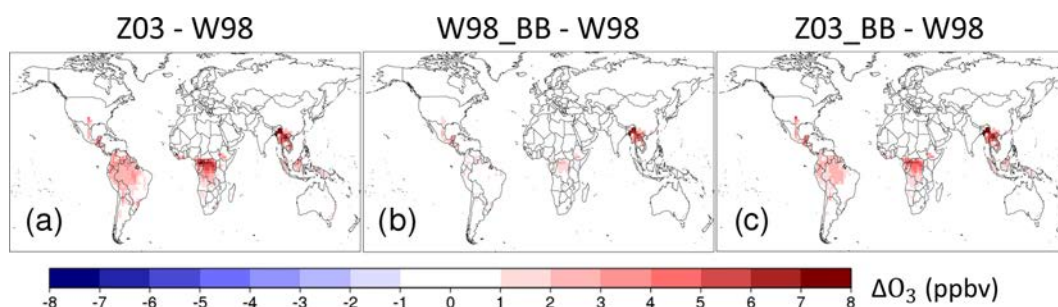 Z03 - W98
W98_BB - W98
Z03_BB - W98
(a)
(b)
(c)
-8 -7 -6 -5 -4 -3 -2 -1 0 1 2 3 4 5 6 7 8
ΔO₃ (ppbv)